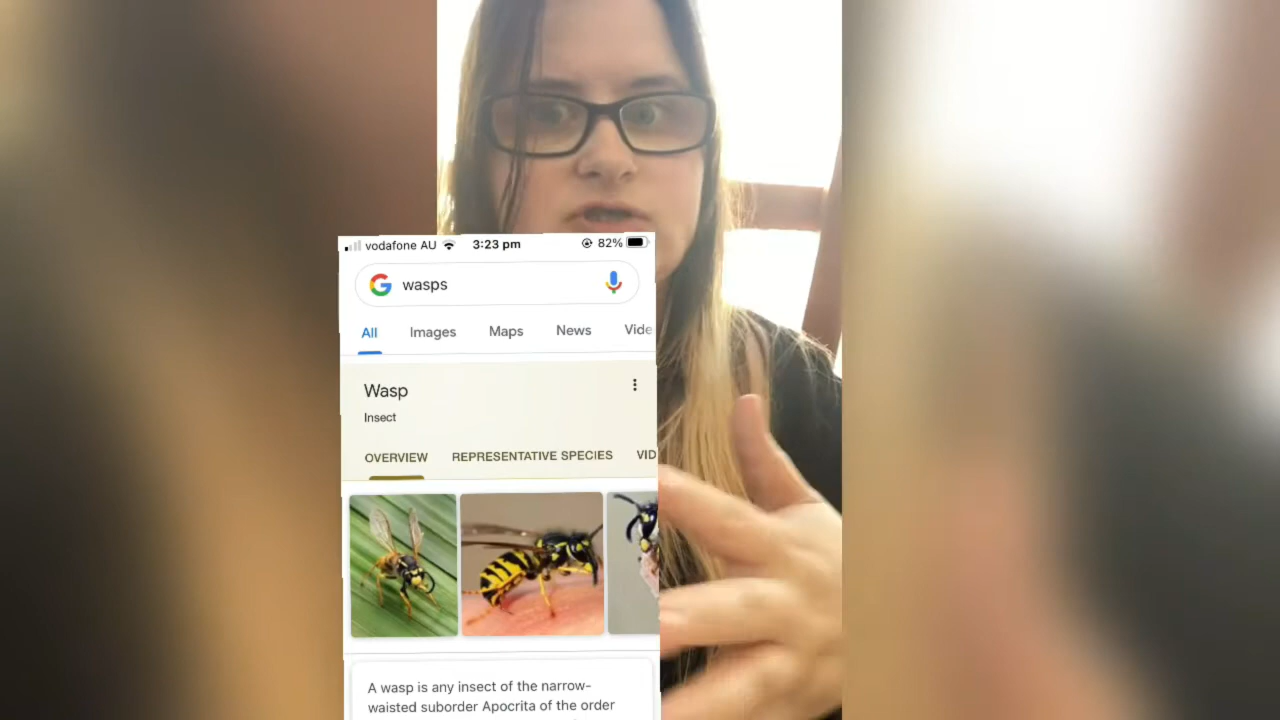 vodafone AU 3:23 pm 82%
wasps
All Images Maps News Vide
Wasp
Insect
OVERVIEW REPRESENTATIVE SPECIES VID
A wasp is any insect of the narrow-
waisted suborder Apocrita of the order